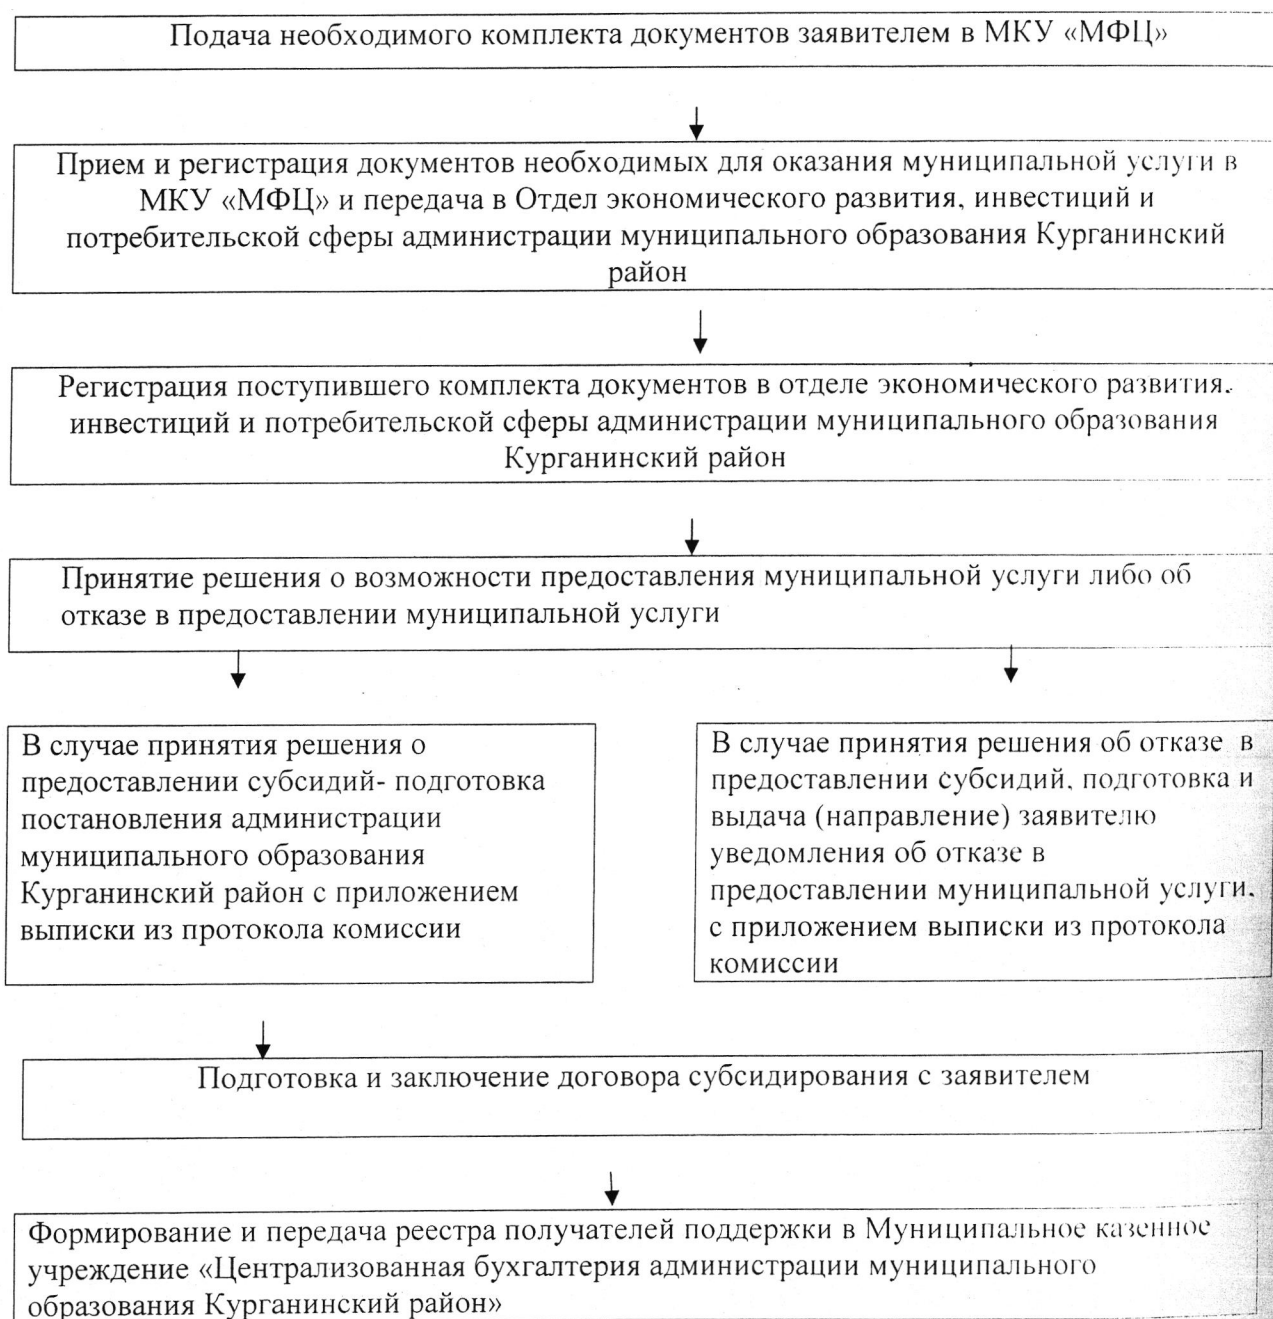 Подача необходимого комплекта документов заявителем в МКУ «МФЦ»
Прием и регистрация документов необходимых для оказания муниципальной услуги в
МКУ «МФЦ» и передача в Отдел экономического развития, инвестиций и
потребительской сферы администрации муниципального образования Курганинский
район
Регистрация поступившего комплекта документов в отделе экономического развития,
инвестиций и потребительской сферы администрации муниципального образования
Курганинский район
Принятие решения о возможности предоставления муниципальной услуги либо об
отказе в предоставлении муниципальной услуги
В случае принятия решения о
предоставлении субсидий- подготовка
постановления администрации
муниципального образования
Курганинский район с приложением
выписки из протокола комиссии
В случае принятия решения об отказе в
предоставлении субсидий, подготовка и
выдача (направление) заявителю
уведомления об отказе в
предоставлении муниципальной услуги,
с приложением выписки из протокола
комиссии
Подготовка и заключение договора субсидирования с заявителем
Формирование и передача реестра получателей поддержки в Муниципальное казенное
учреждение «Централизованная бухгалтерия администрации муниципального
образования Курганинский район»